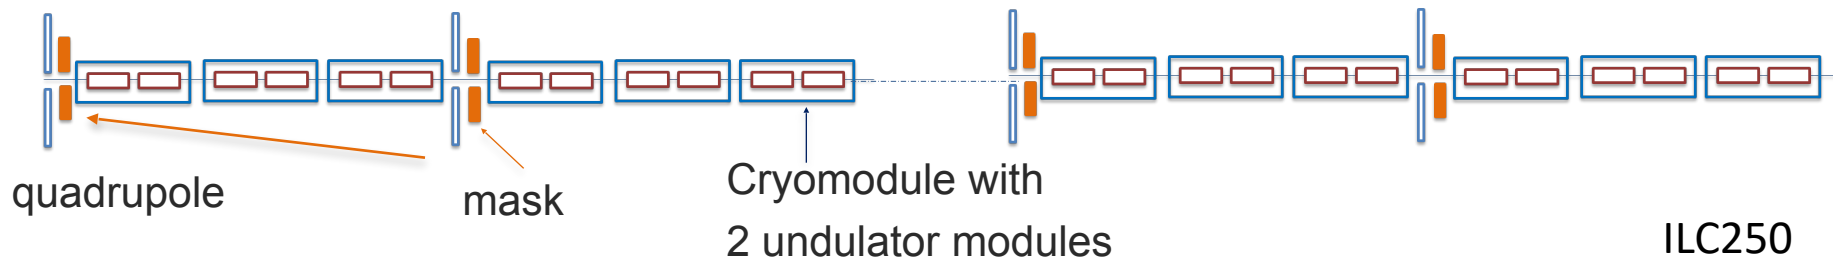 quadrupole
mask
Cryomodule with
2 undulator modules
ILC250